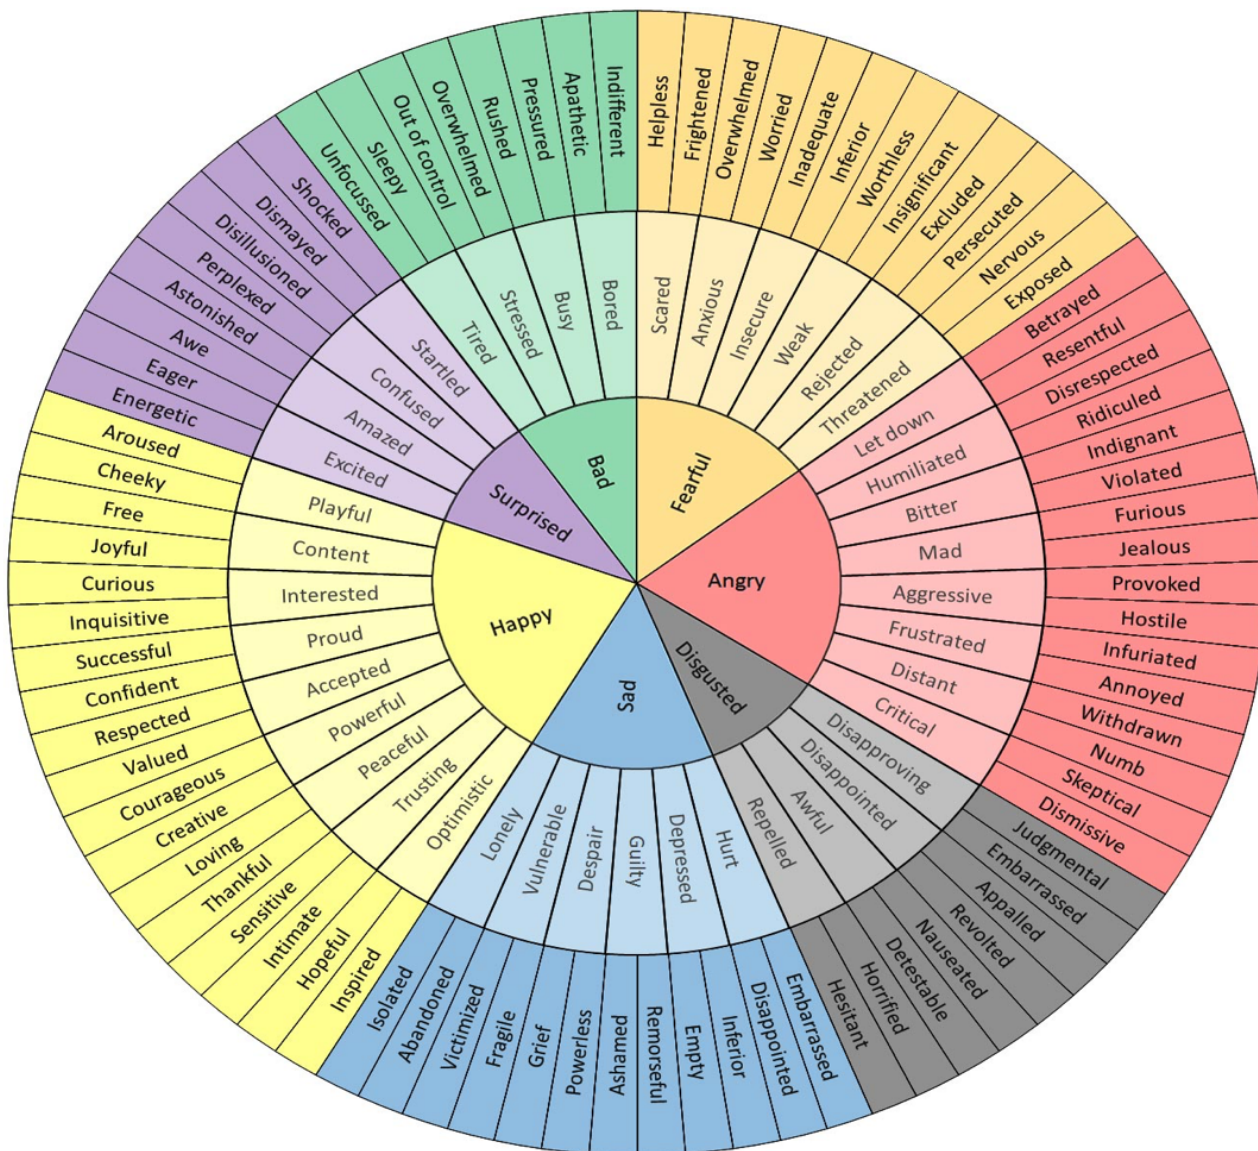 Fearful
Angry
Disgusted
Sad
Happy
Surprised
Bad
Scared
Anxious
Insecure
Weak
Rejected
Threatened
Let down
Humiliated
Bitter
Mad
Aggressive
Frustrated
Distant
Critical
Disapproving
Disappointed
Awful
Repelled
Hurt
Depressed
Guilty
Despair
Vulnerable
Lonely
Optimistic
Trusting
Peaceful
Powerful
Accepted
Proud
Interested
Content
Playful
Excited
Amazed
Confused
Startled
Tired
Stressed
Busy
Bored
Helpless
Frightened
Overwhelmed
Worried
Inadequate
Inferior
Worthless
Insignificant
Excluded
Persecuted
Nervous
Exposed
Betrayed
Resentful
Disrespected
Ridiculed
Indignant
Violated
Furious
Jealous
Provoked
Hostile
Infuriated
Annoyed
Withdrawn
Numb
Skeptical
Dismissive
Judgmental
Embarrassed
Appalled
Revolted
Nauseated
Detestable
Horrified
Hesitant
Embarrassed
Disappointed
Inferior
Empty
Remorseful
Ashamed
Powerless
Grief
Fragile
Victimized
Abandoned
Isolated
Inspired
Hopeful
Intimate
Sensitive
Thankful
Loving
Creative
Courageous
Valued
Respected
Confident
Successful
Inquisitive
Curious
Joyful
Free
Cheeky
Aroused
Energetic
Eager
Awe
Astonished
Perplexed
Disillusioned
Dismayed
Shocked
Unfocussed
Sleepy
Out of control
Overwhelmed
Rushed
Pressured
Apathetic
Indifferent